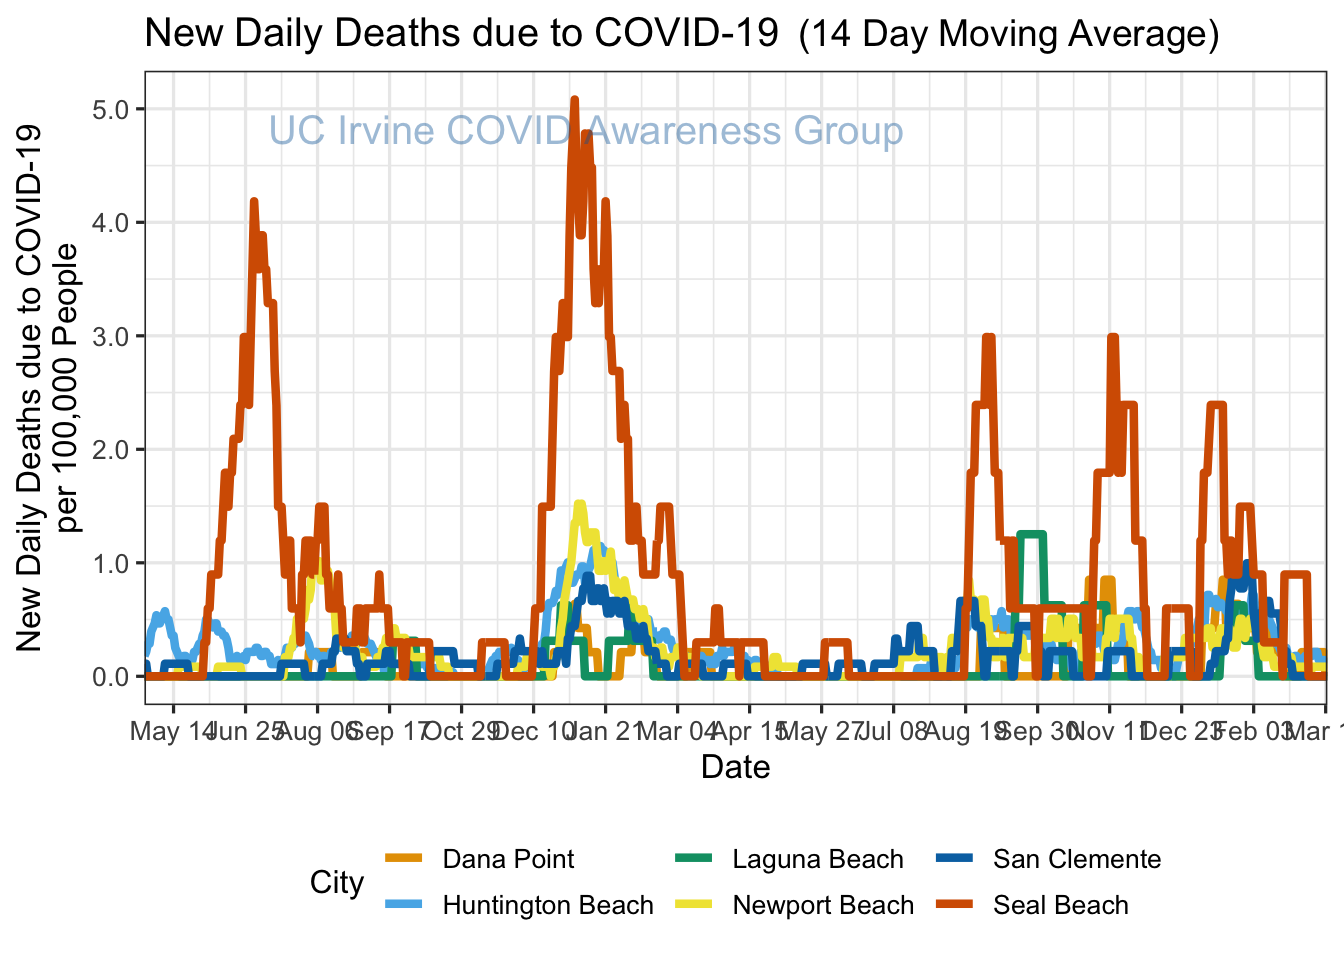 New Daily Deaths due to COVID-19 (14 Day Moving Average)
New Daily Deaths due to COVID-19
per 100,000 People
UC Irvine COVID Awareness Group
5.0
4.0
3.0
2.0
1.0
0.0
May 14 Jun 25 Aug 06 Sep 17 Oct 29 Dec 10 Jan 21 Mar 04 Apr 15 May 27 Jul 08 Aug 19 Sep 30 Nov 11 Dec 23 Feb 03 Mar 1
Date
City
Dana Point Laguna Beach San Clemente
Huntington Beach Newport Beach Seal Beach